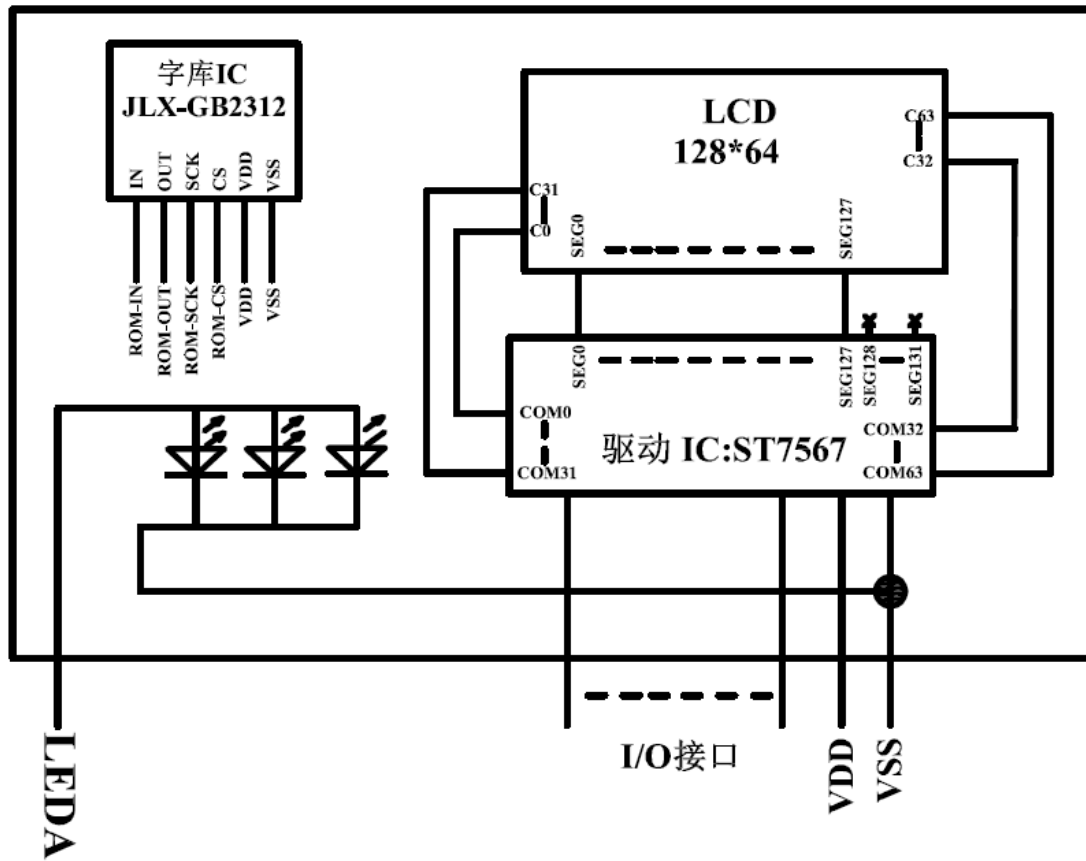 字库IC
JLX-GB2312
IN
OUT
SCK
CS
VDD
VSS
ROM-IN
ROM-OUT
ROM-SCK
ROM-CS
VDD
VSS
LCD
128*64
C63
C32
C31
C0
SEG0
SEG127
SEG0
SEG127
SEG128
SEG131
COM0
COM31
驱动 IC:ST7567
COM32
COM63
LEDA
I/O接口
VDD
VSS